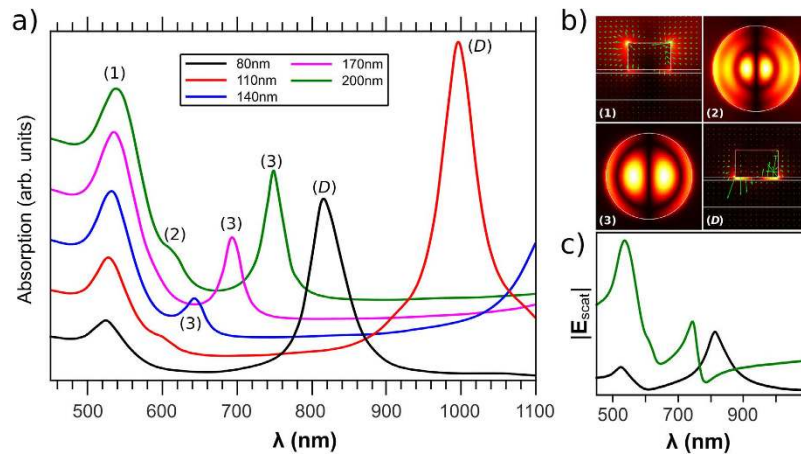 a)
Absorption (arb. units)
80nm
110nm
140nm
170nm
200nm
(1)
(2)
(3)
(3)
(3)
(D)
(D)
500 600 700 800 900 1000 1100
λ (nm)
b)
(1)
(2)
(3)
(D)
c)
|E_scat|
500 700 900
λ (nm)